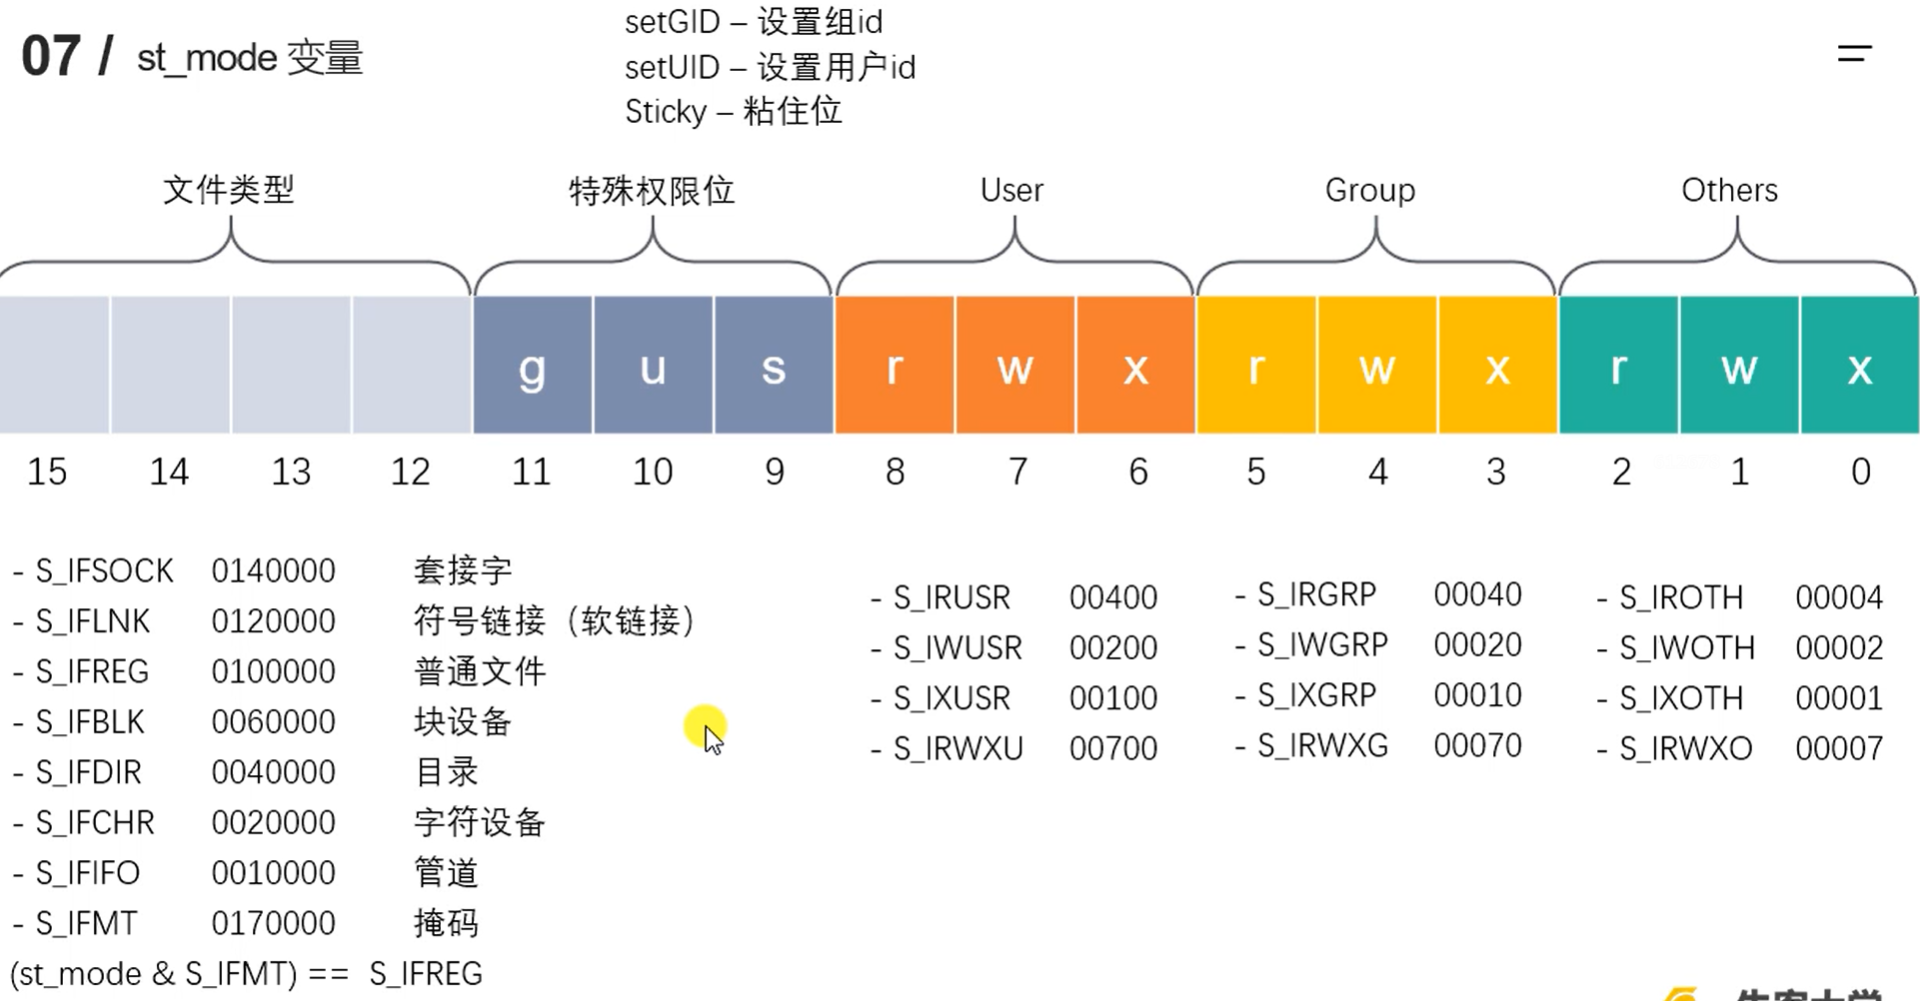 07 / st_mode 变量
setGID – 设置组id
setUID – 设置用户id
Sticky – 粘住位
文件类型 特殊权限位 User Group Others
g u s r w x r w x r w x
15 14 13 12 11 10 9 8 7 6 5 4 3 2 1 0
- S_IFSOCK 0140000 套接字
- S_IFLNK 0120000 符号链接（软链接）
- S_IFREG 0100000 普通文件
- S_IFBLK 0060000 块设备
- S_IFDIR 0040000 目录
- S_IFCHR 0020000 字符设备
- S_IFIFO 0010000 管道
- S_IFMT 0170000 掩码
(st_mode & S_IFMT) == S_IFREG
- S_IRUSR 00400
- S_IWUSR 00200
- S_IXUSR 00100
- S_IRWXU 00700
- S_IRGRP 00040
- S_IWGRP 00020
- S_IXGRP 00010
- S_IRWXG 00070
- S_IROTH 00004
- S_IWOTH 00002
- S_IXOTH 00001
- S_IRWXO 00007